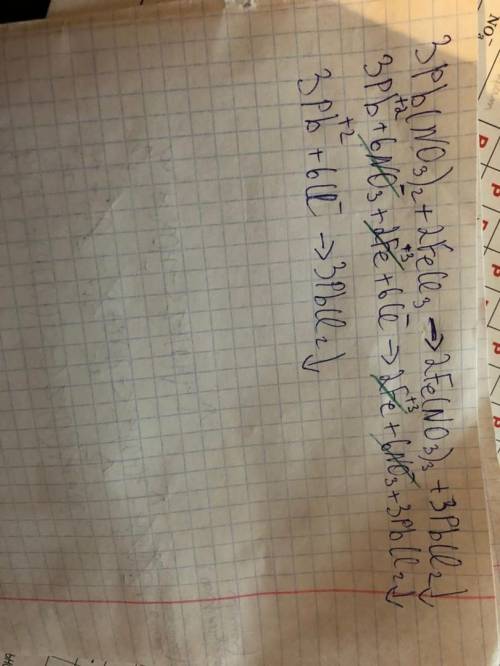 3Pb(NO₃)₂ + 2FeCl₃ → 2Fe(NO₃)₃ + 3PbCl₂↓
3Pb⁺² + 6NO₃⁻ + 2Fe⁺³ + 6Cl⁻ → 2Fe⁺³ + 6NO₃⁻ + 3PbCl₂↓
3Pb⁺² + 6Cl⁻ → 3PbCl₂↓
NO₃⁻
P
P
P
P
P
P